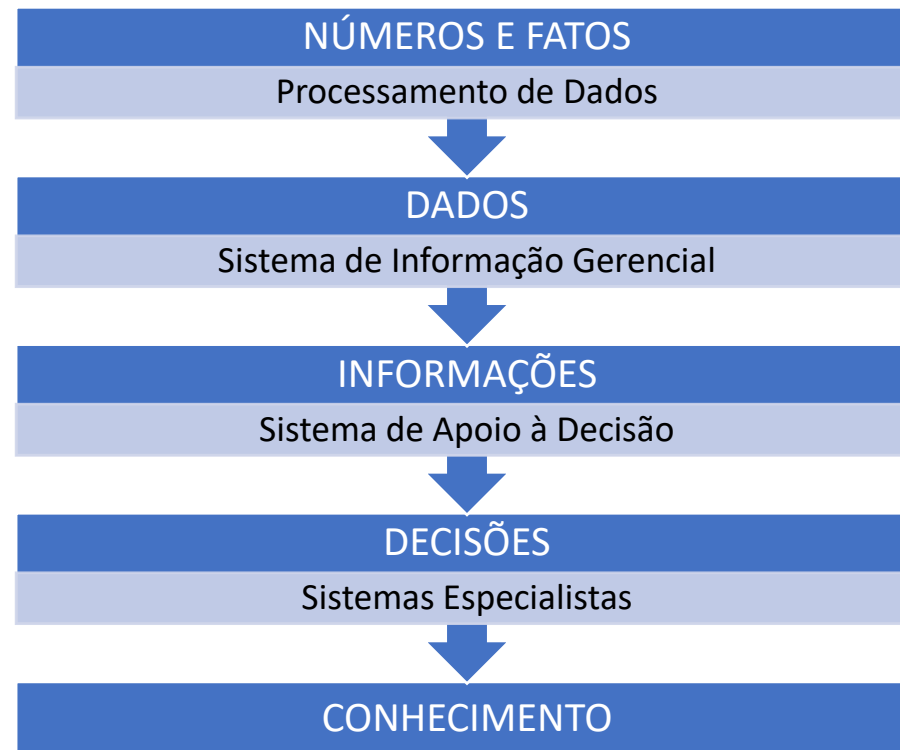 NÚMEROS E FATOS
Processamento de Dados
DADOS
Sistema de Informação Gerencial
INFORMAÇÕES
Sistema de Apoio à Decisão
DECISÕES
Sistemas Especialistas
CONHECIMENTO